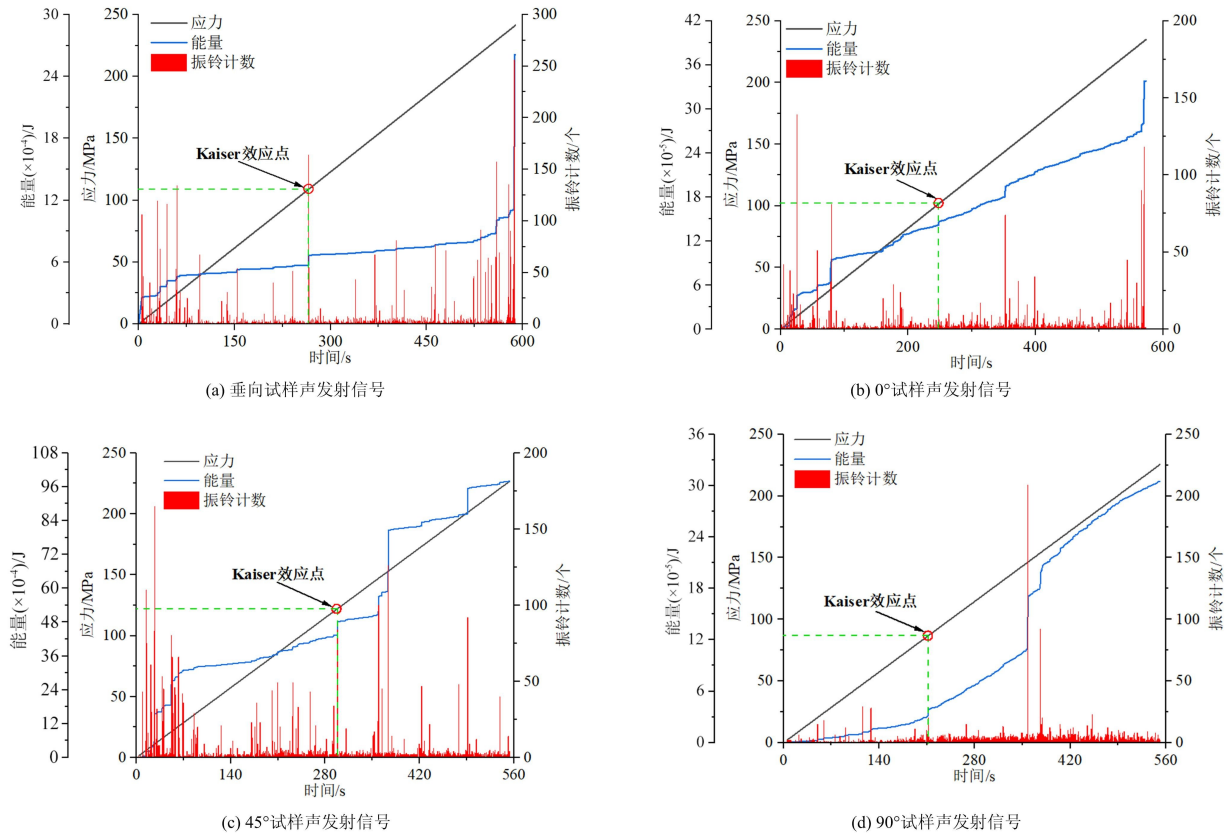 应力
能量
振铃计数
Kaiser效应点
能量(×10⁻⁴)/J
0
6
12
18
24
30
应力/MPa
0
50
100
150
200
250
振铃计数/个
0
50
100
150
200
250
300
0 150 300 450 600
时间/s
(a) 垂向试样声发射信号
应力
能量
振铃计数
Kaiser效应点
能量(×10⁻⁵)/J
0
6
12
18
24
30
36
42
应力/MPa
0
50
100
150
200
250
振铃计数/个
0
50
100
150
200
0 200 400 600
时间/s
(b) 0°试样声发射信号
应力
能量
振铃计数
Kaiser效应点
能量(×10⁻⁴)/J
0
12
24
36
48
60
72
84
96
108
应力/MPa
0
50
100
150
200
250
振铃计数/个
0
50
100
150
200
0 140 280 420 560
时间/s
(c) 45°试样声发射信号
应力
能量
振铃计数
Kaiser效应点
能量(×10⁻⁵)/J
0
6
12
18
24
30
36
应力/MPa
0
50
100
150
200
250
振铃计数/个
0
50
100
150
200
250
0 140 280 420 560
时间/s
(d) 90°试样声发射信号